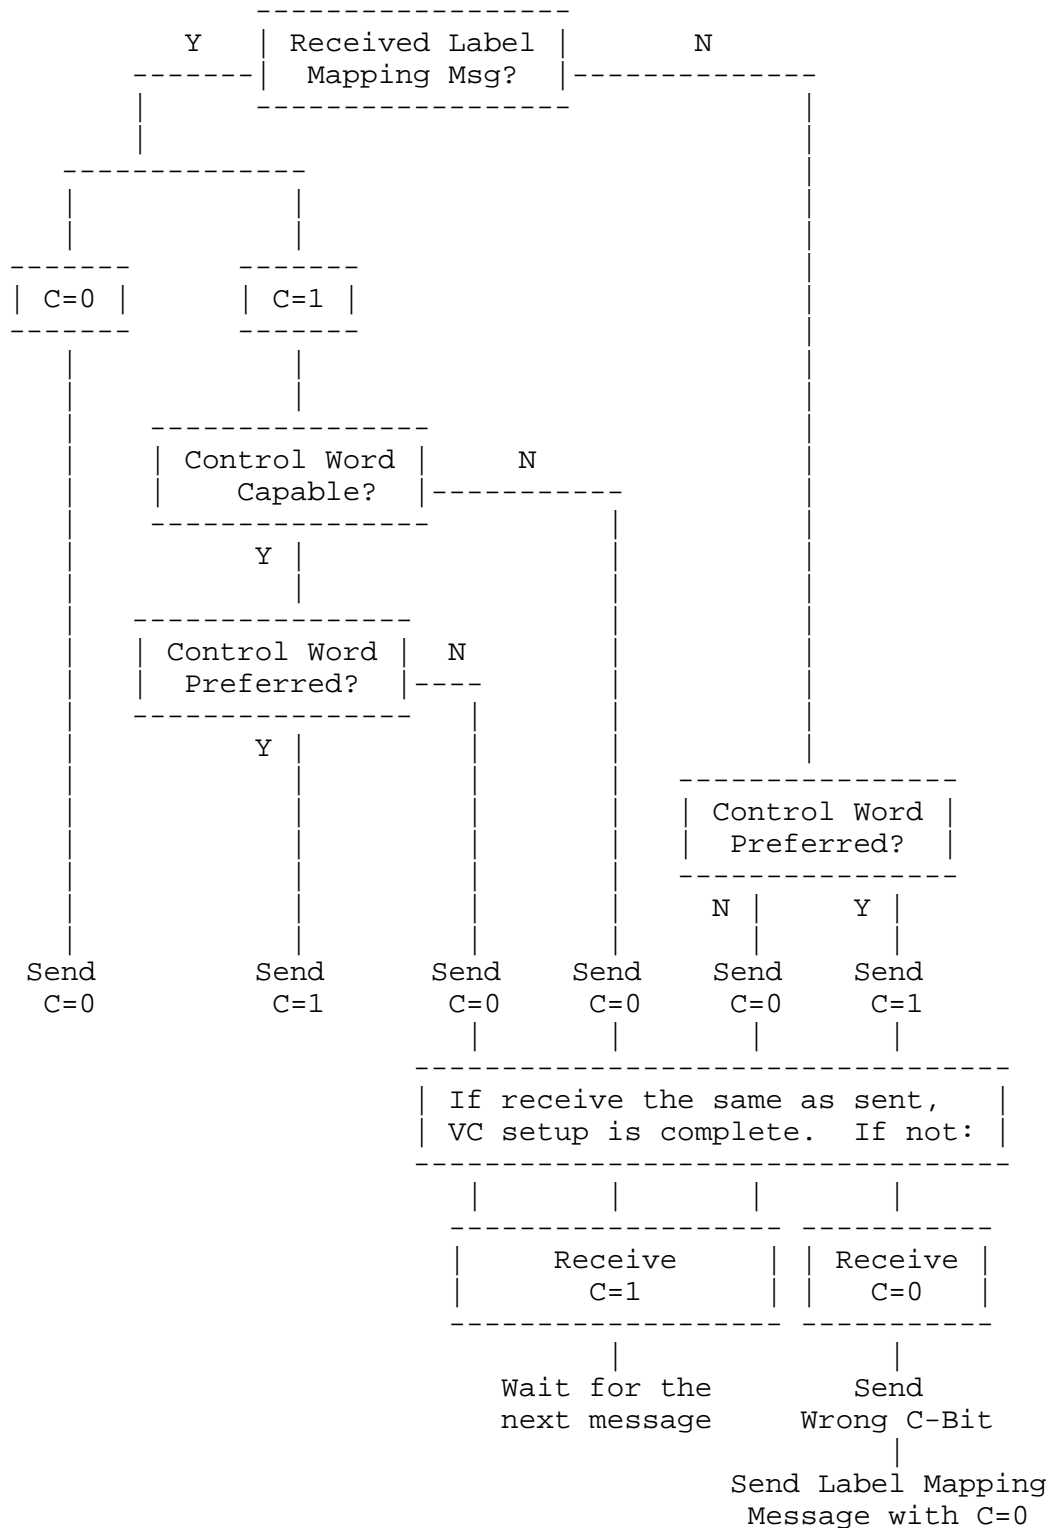 Y | Received Label | N
-------| Mapping Msg? |--------------
| C=0 | | C=1 |
| Control Word | N
| Capable? |-----------
Y |
| Control Word | N
| Preferred? |----
Y |
| Control Word |
| Preferred? |
N | Y |
Send Send Send Send Send Send
C=0 C=1 C=0 C=0 C=0 C=1
| If receive the same as sent, |
| VC setup is complete. If not: |
| Receive | | Receive |
| C=1 | | C=0 |
Wait for the Send
next message Wrong C-Bit
Send Label Mapping
Message with C=0